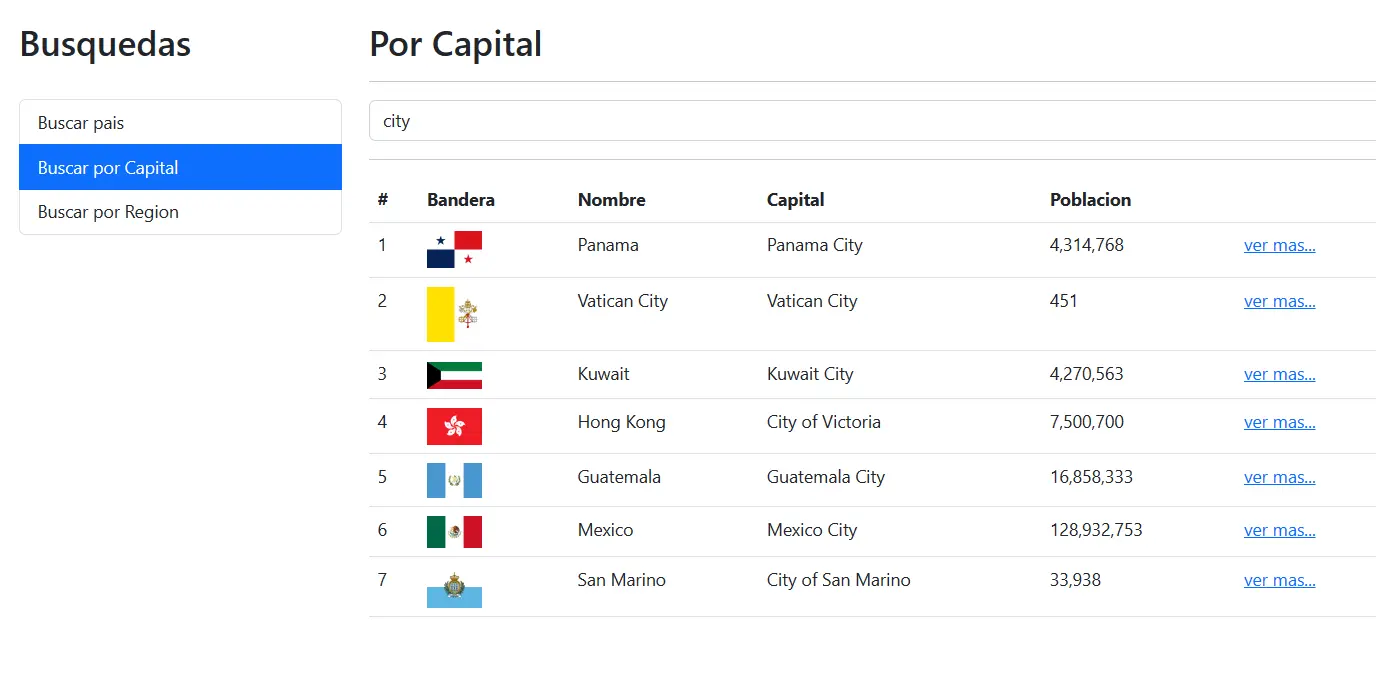 Busquedas
Buscar pais
Buscar por Capital
Buscar por Region
Por Capital
city
# Bandera Nombre Capital Poblacion
1 Panama Panama City 4,314,768 ver mas...
2 Vatican City Vatican City 451 ver mas...
3 Kuwait Kuwait City 4,270,563 ver mas...
4 Hong Kong City of Victoria 7,500,700 ver mas...
5 Guatemala Guatemala City 16,858,333 ver mas...
6 Mexico Mexico City 128,932,753 ver mas...
7 San Marino City of San Marino 33,938 ver mas...